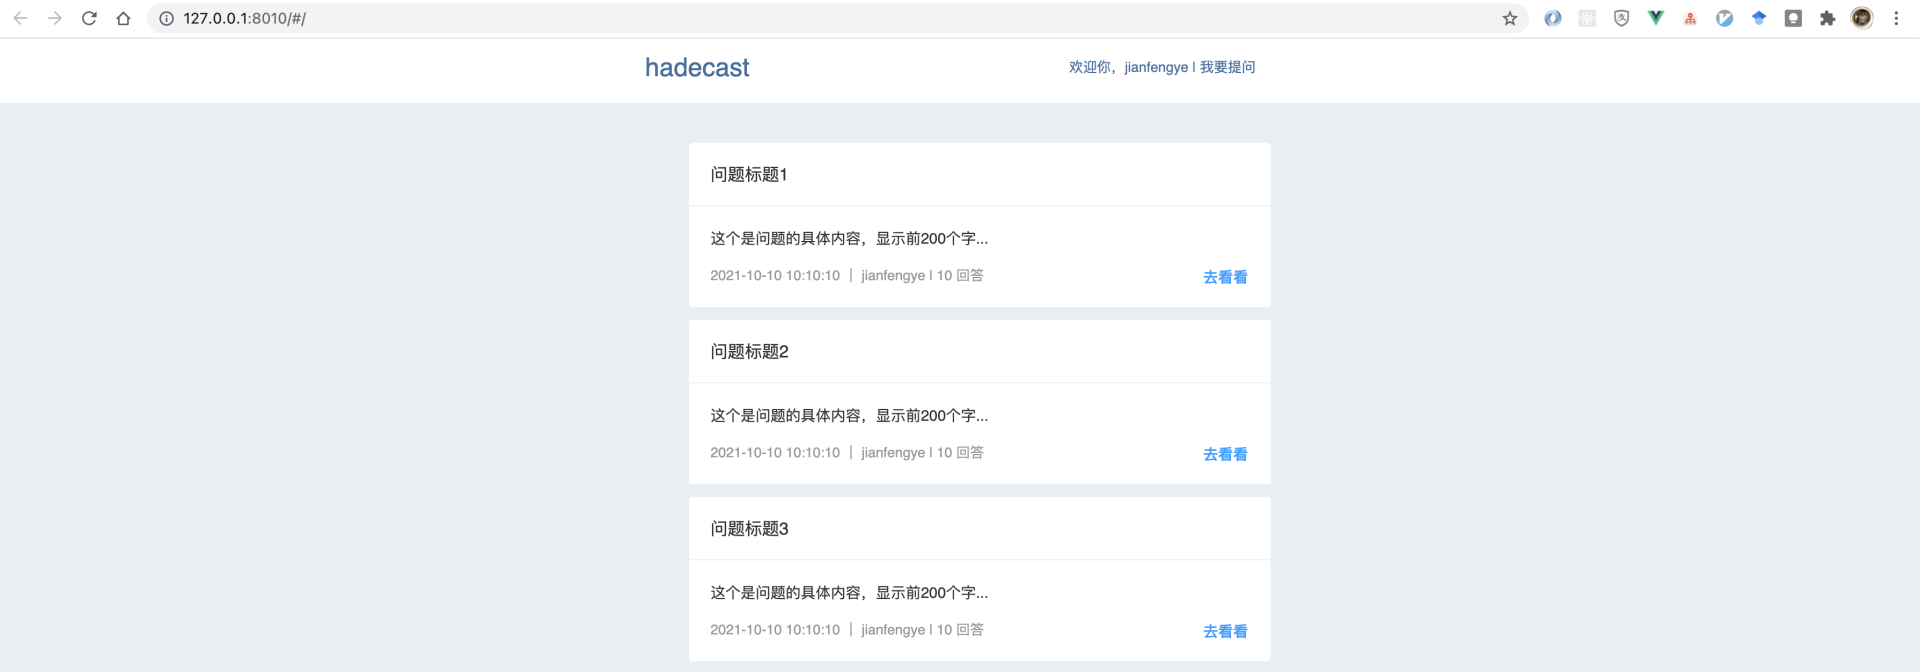 127.0.0.1:8010/#/
hadecast
欢迎你，jianfengye | 我要提问
问题标题1
这个是问题的具体内容，显示前200个字...
2021-10-10 10:10:10 ｜ jianfengye | 10 回答
去看看
问题标题2
这个是问题的具体内容，显示前200个字...
2021-10-10 10:10:10 ｜ jianfengye | 10 回答
去看看
问题标题3
这个是问题的具体内容，显示前200个字...
2021-10-10 10:10:10 ｜ jianfengye | 10 回答
去看看